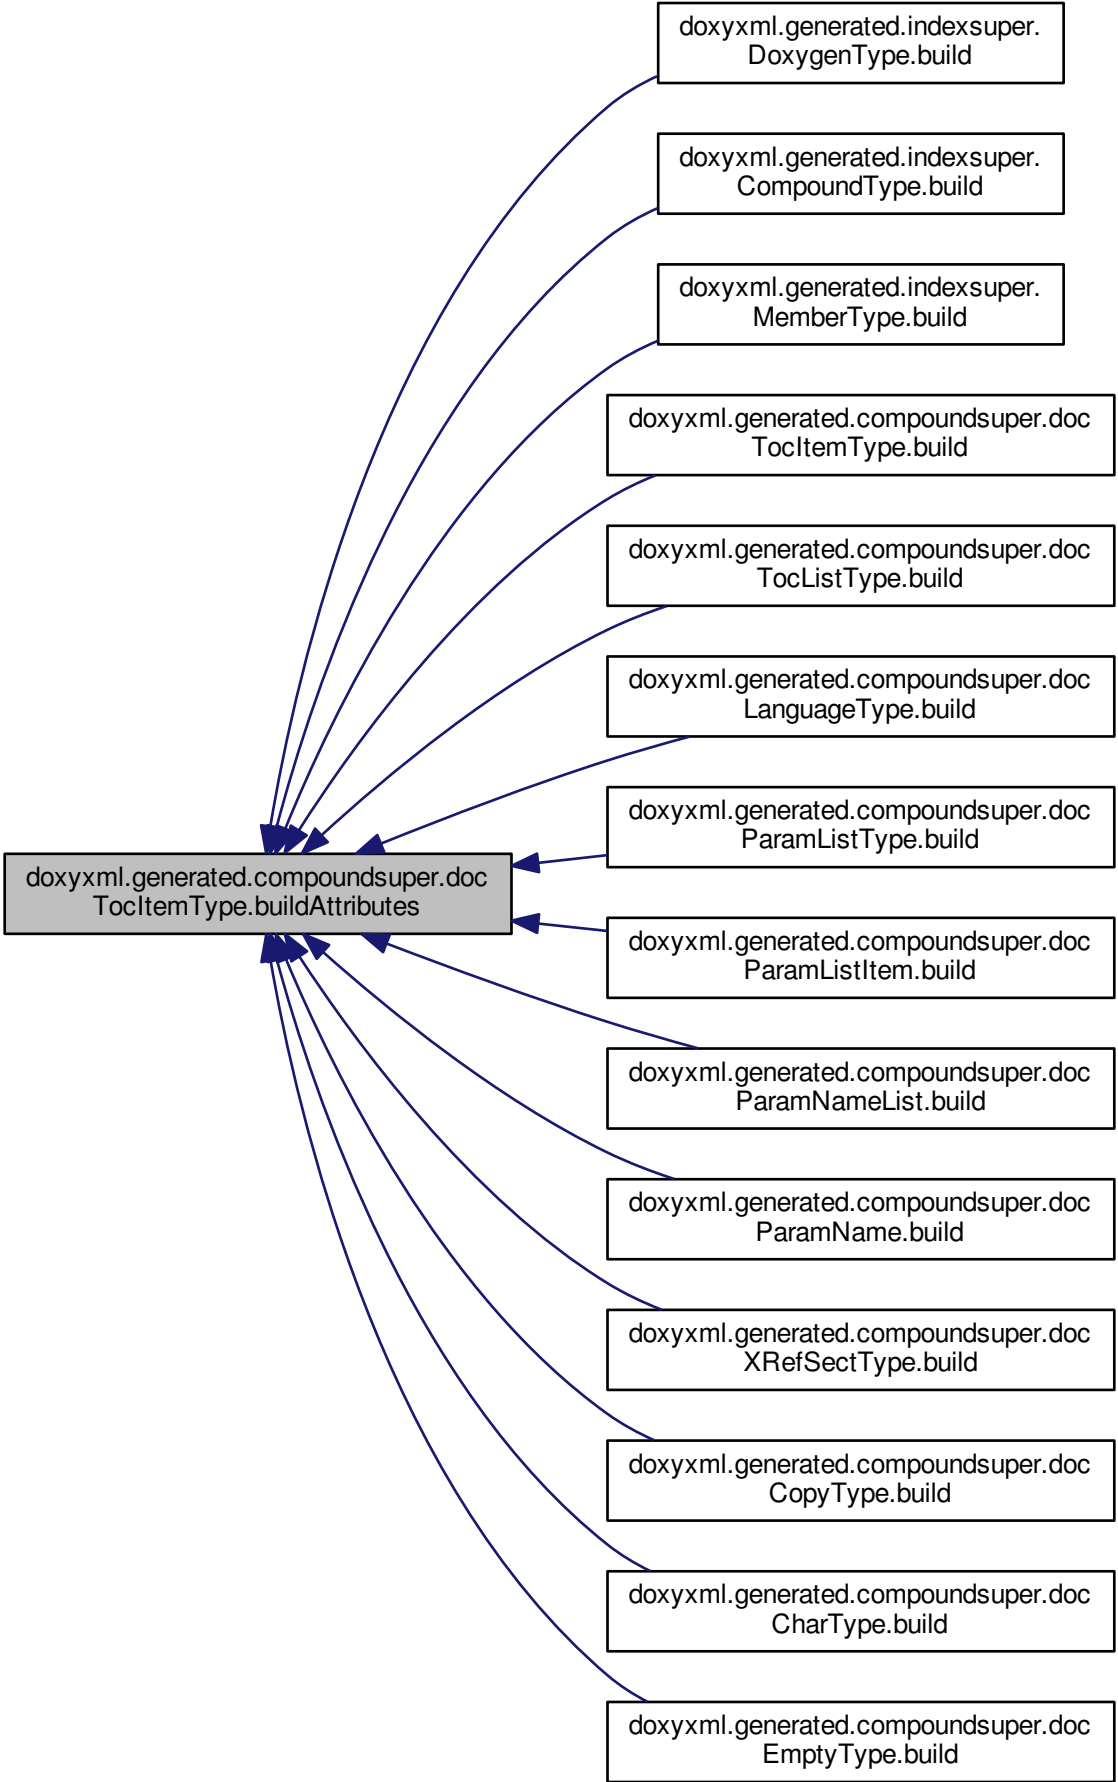 doxyxml.generated.indexsuper.
DoxygenType.build
doxyxml.generated.indexsuper.
CompoundType.build
doxyxml.generated.indexsuper.
MemberType.build
doxyxml.generated.compoundsuper.doc
TocItemType.build
doxyxml.generated.compoundsuper.doc
TocListType.build
doxyxml.generated.compoundsuper.doc
LanguageType.build
doxyxml.generated.compoundsuper.doc
ParamListType.build
doxyxml.generated.compoundsuper.doc
TocItemType.buildAttributes
doxyxml.generated.compoundsuper.doc
ParamListItem.build
doxyxml.generated.compoundsuper.doc
ParamNameList.build
doxyxml.generated.compoundsuper.doc
ParamName.build
doxyxml.generated.compoundsuper.doc
XRefSectType.build
doxyxml.generated.compoundsuper.doc
CopyType.build
doxyxml.generated.compoundsuper.doc
CharType.build
doxyxml.generated.compoundsuper.doc
EmptyType.build